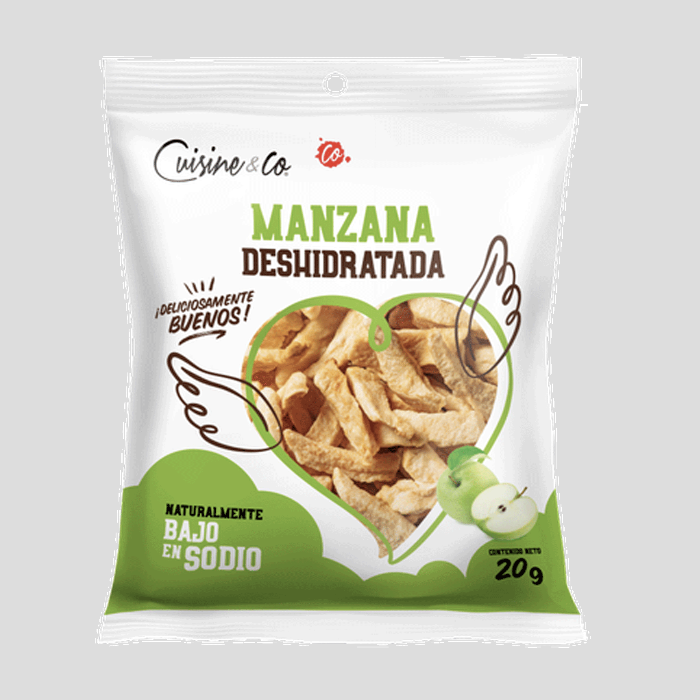 Cuisine & Co
Co
MANZANA
DESHIDRATADA
¡DELICIOSAMENTE
BUENOS!
NATURALMENTE
BAJO
EN SODIO
CONTENIDO NETO
20g